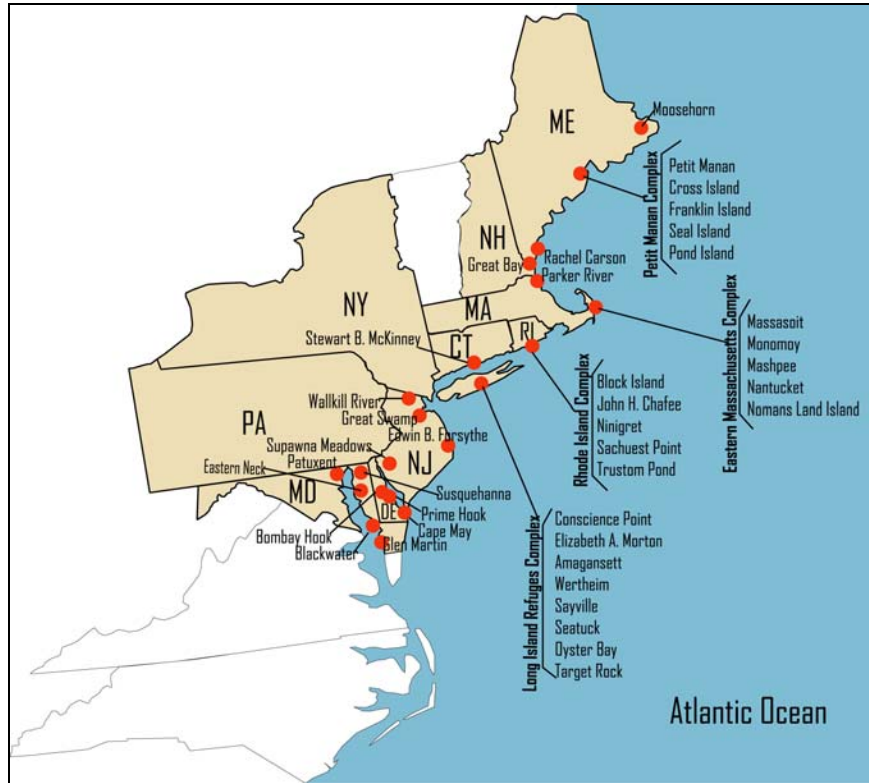 ME
Moosehorn
Petit Manan Complex
Petit Manan
Cross Island
Franklin Island
Seal Island
Pond Island
NH
Great Bay
Rachel Carson
Parker River
NY
MA
Stewart B. McKinney
CT
RI
Eastern Massachusetts Complex
Massasoit
Monomoy
Mashpee
Nantucket
Nomans Land Island
Rhode Island Complex
Block Island
John H. Chafee
Ninigret
Sachuest Point
Trustom Pond
Wallkill River
Great Swamp
Edwin B. Forsythe
PA
Supawna Meadows
NJ
Patuxent
Eastern Neck
MD
Susquehanna
DE
Prime Hook
Cape May
Bombay Hook
Blackwater
Glen Martin
Long Island Refuges Complex
Conscience Point
Elizabeth A. Morton
Amagansett
Wertheim
Sayville
Seatuck
Oyster Bay
Target Rock
Atlantic Ocean